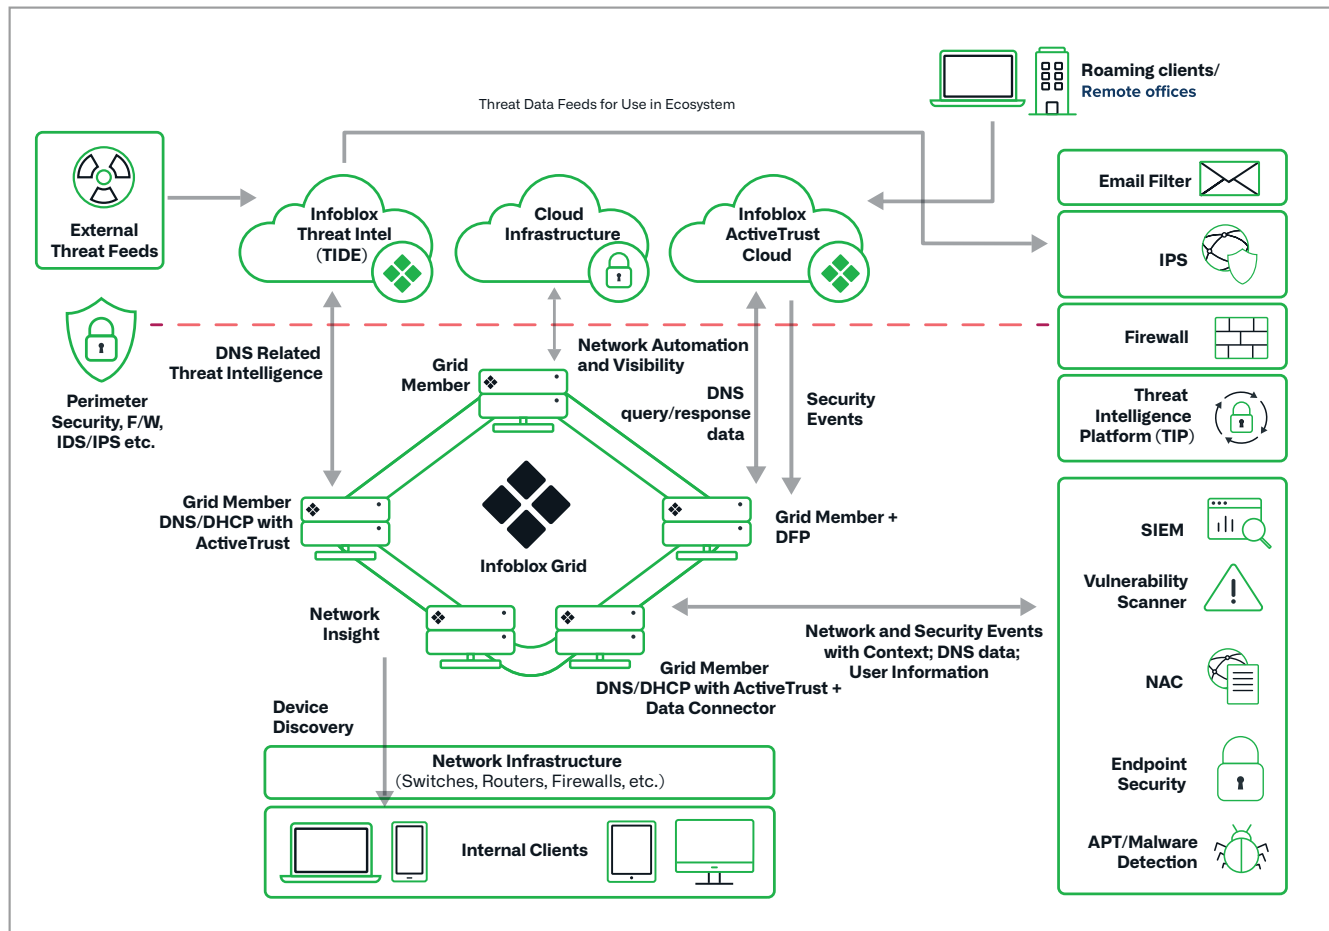 Roaming clients/
Remote offices
Threat Data Feeds for Use in Ecosystem
External
Threat Feeds
Infoblox
Threat Intel
(TIDE)
Cloud
Infrastructure
Infoblox
ActiveTrust
Cloud
Email Filter
IPS
Firewall
Threat
Intelligence
Platform (TIP)
Perimeter
Security, F/W,
IDS/IPS etc.
DNS Related
Threat Intelligence
Grid
Member
Network Automation
and Visibility
DNS
query/response
data
Security
Events
Grid Member
DNS/DHCP with
ActiveTrust
Infoblox Grid
Grid Member +
DFP
Network
Insight
Network and Security Events
with Context; DNS data;
User Information
Grid Member
DNS/DHCP with ActiveTrust +
Data Connector
Device
Discovery
Network Infrastructure
(Switches, Routers, Firewalls, etc.)
Internal Clients
SIEM
Vulnerability
Scanner
NAC
Endpoint
Security
APT/Malware
Detection